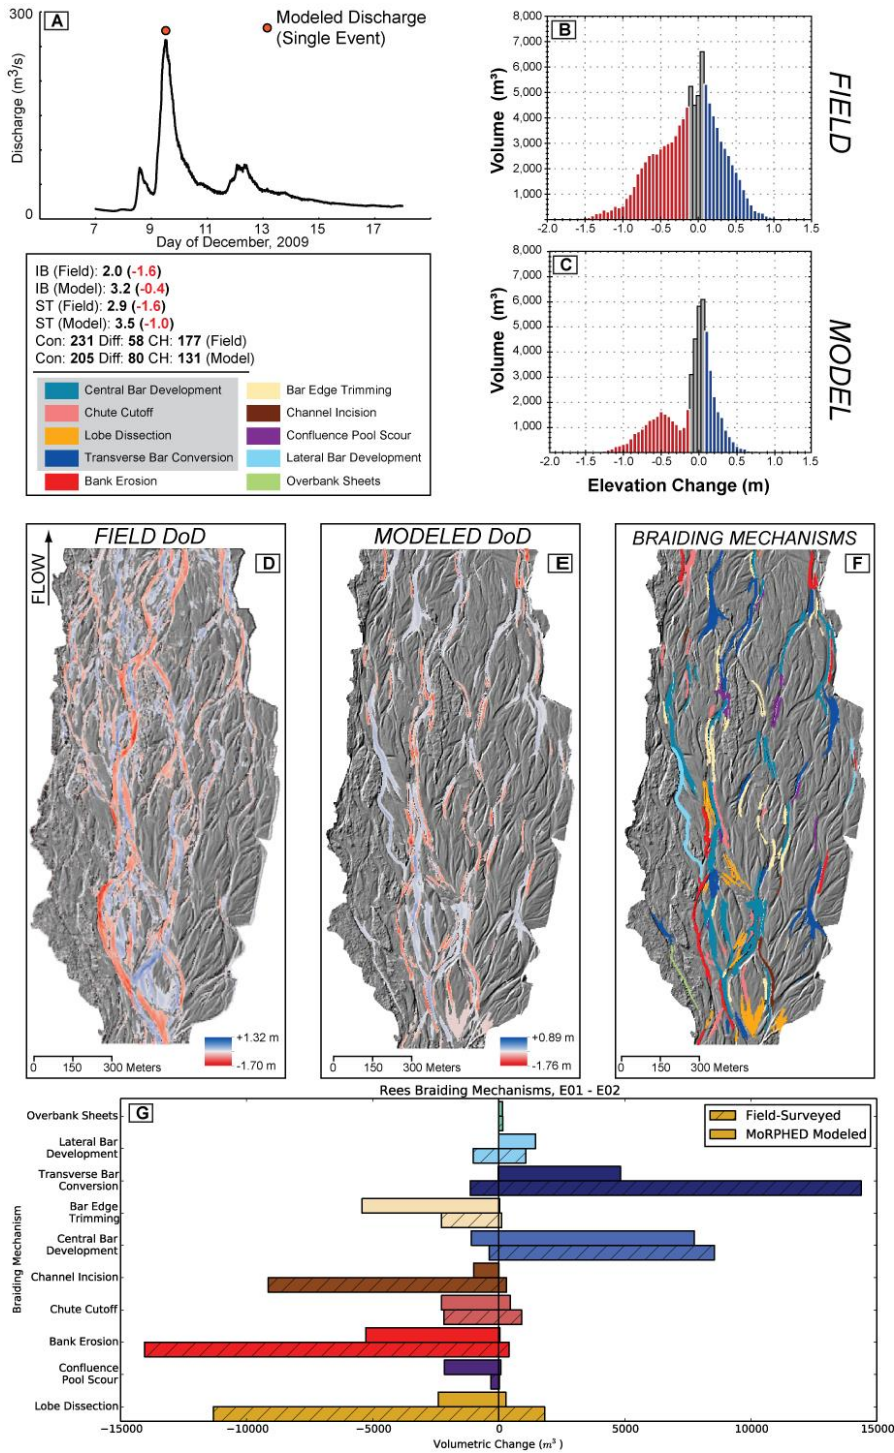 A
Modeled Discharge
(Single Event)
300
0
Discharge (m³/s)
7 9 11 13 15 17
Day of December, 2009
B
FIELD
8,000
7,000
6,000
5,000
4,000
3,000
2,000
1,000
Volume (m³)
-2.0 -1.5 -1.0 -0.5 0.0 0.5 1.0 1.5
C
MODEL
8,000
7,000
6,000
5,000
4,000
3,000
2,000
1,000
Volume (m³)
-2.0 -1.5 -1.0 -0.5 0.0 0.5 1.0 1.5
Elevation Change (m)
IB (Field): 2.0 (-1.6)
IB (Model): 3.2 (-0.4)
ST (Field): 2.9 (-1.6)
ST (Model): 3.5 (-1.0)
Con: 231 Diff: 58 CH: 177 (Field)
Con: 205 Diff: 80 CH: 131 (Model)
Central Bar Development
Chute Cutoff
Lobe Dissection
Transverse Bar Conversion
Bank Erosion
Bar Edge Trimming
Channel Incision
Confluence Pool Scour
Lateral Bar Development
Overbank Sheets
FIELD DoD
D
FLOW
+1.32 m
-1.70 m
0 150 300 Meters
MODELED DoD
E
+0.89 m
-1.76 m
0 150 300 Meters
BRAIDING MECHANISMS
F
0 150 300 Meters
Rees Braiding Mechanisms, E01 - E02
G
Field-Surveyed
MoRPHED Modeled
Braiding Mechanism
Overbank Sheets
Lateral Bar
Development
Transverse Bar
Conversion
Bar Edge
Trimming
Central Bar
Development
Channel Incision
Chute Cutoff
Bank Erosion
Confluence
Pool Scour
Lobe Dissection
−15000 −10000 −5000 0 5000 10000 15000
Volumetric Change (m³)